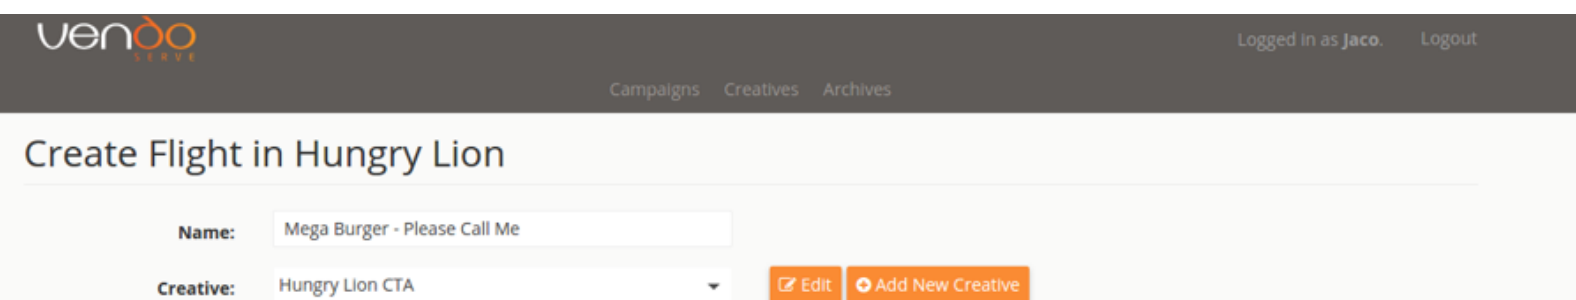 vendo
SERVE
Logged in as Jaco. Logout
Campaigns Creatives Archives
Create Flight in Hungry Lion
Name: Mega Burger - Please Call Me
Creative: Hungry Lion CTA Edit Add New Creative